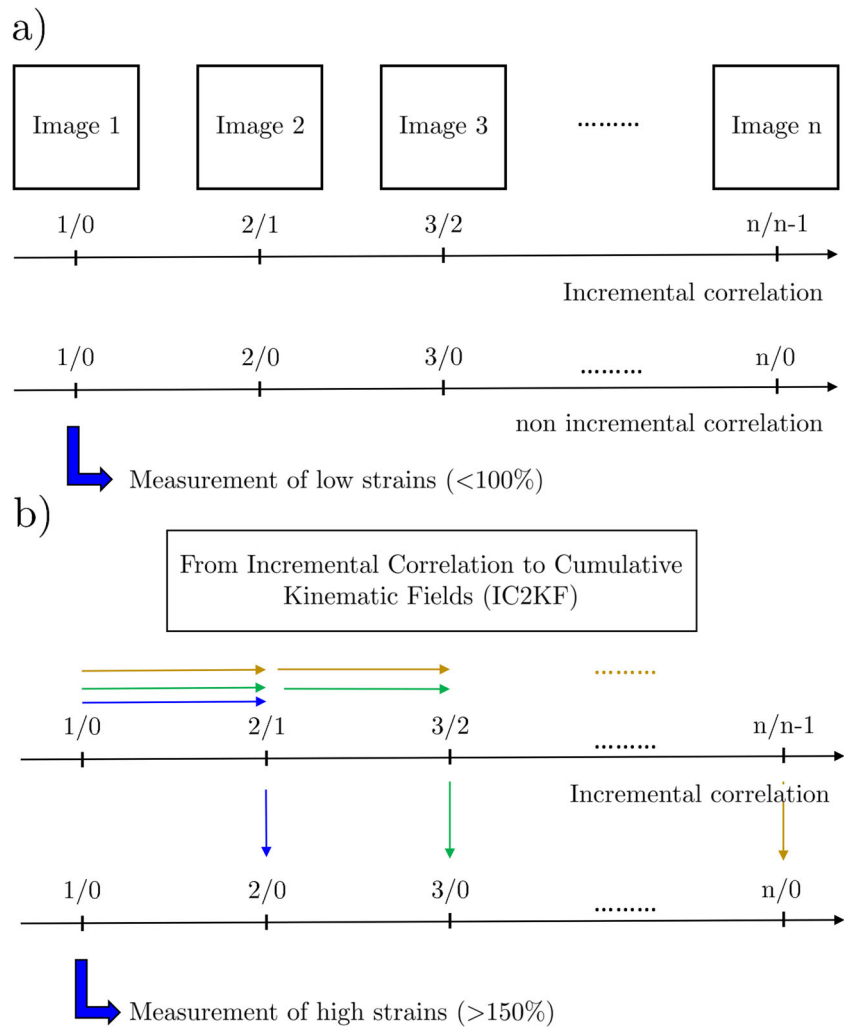 a)
Image 1 Image 2 Image 3 ......... Image n
1/0 2/1 3/2 n/n-1
Incremental correlation
1/0 2/0 3/0 ......... n/0
non incremental correlation
Measurement of low strains (<100%)
b)
From Incremental Correlation to Cumulative
Kinematic Fields (IC2KF)
.........
1/0 2/1 3/2 ......... n/n-1
Incremental correlation
1/0 2/0 3/0 ......... n/0
Measurement of high strains (>150%)